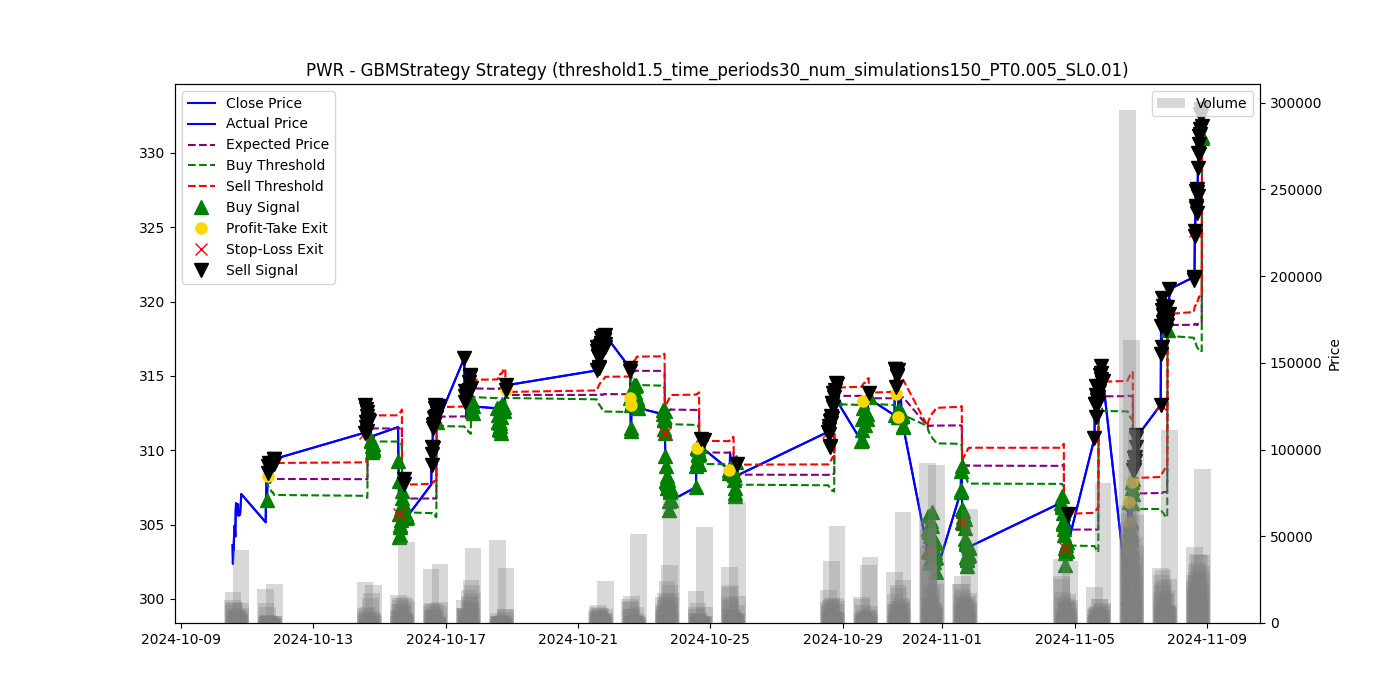 PWR - GBMStrategy Strategy (threshold1.5_time_periods30_num_simulations150_PT0.005_SL0.01)
Close Price
Actual Price
Expected Price
Buy Threshold
Sell Threshold
Buy Signal
Profit-Take Exit
Stop-Loss Exit
Sell Signal
Volume
330
325
320
315
310
305
300
300000
250000
200000
150000
100000
50000
0
Price
2024-10-09
2024-10-13
2024-10-17
2024-10-21
2024-10-25
2024-10-29
2024-11-01
2024-11-05
2024-11-09